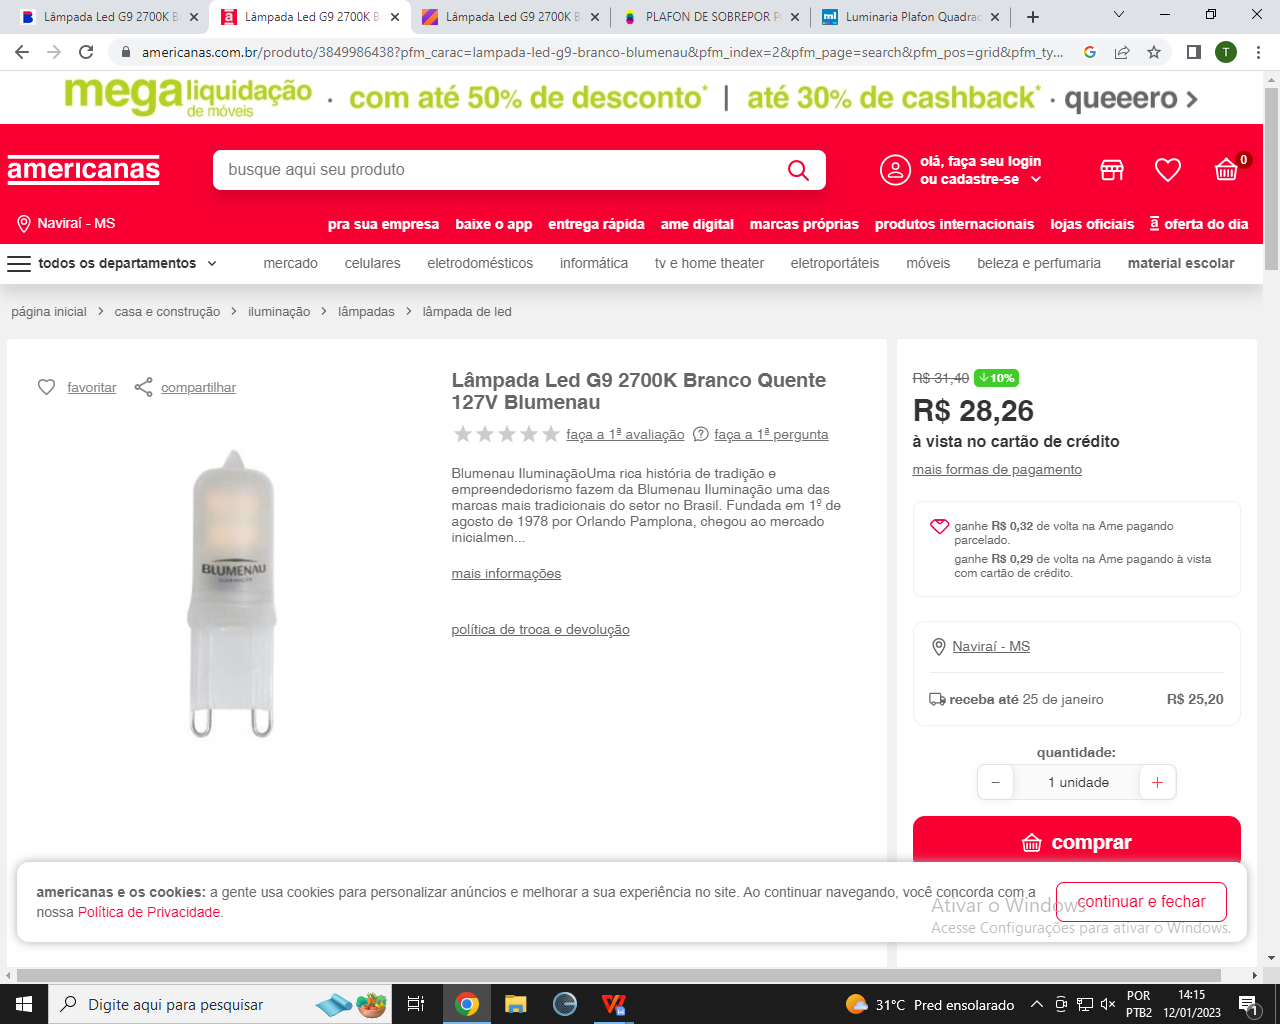 Lâmpada Led G9 2700K B
Lâmpada Led G9 2700K B
Lâmpada Led G9 2700K B
PLAFON DE SOBREPOR P
Luminaria Plafon Quadrac
americanas.com.br/produto/3849986438?pfm_carac=lampada-led-g9-branco-blumenau&pfm_index=2&pfm_page=search&pfm_pos=grid&pfm_ty...
T
mega liquidação de móveis · com até 50% de desconto* | até 30% de cashback* · queeero >
americanas
busque aqui seu produto
olá, faça seu login
ou cadastre-se
0
Naviraí - MS
pra sua empresa baixe o app entrega rápida ame digital marcas próprias produtos internacionais lojas oficiais a oferta do dia
todos os departamentos
mercado celulares eletrodomésticos informática tv e home theater eletroportáteis móveis beleza e perfumaria material escolar
página inicial > casa e construção > iluminação > lâmpadas > lâmpada de led
favoritar compartilhar
BLUMENAU
ILUMINAÇÃO
Lâmpada Led G9 2700K Branco Quente
127V Blumenau
faça a 1ª avaliação faça a 1ª pergunta
Blumenau IluminaçãoUma rica história de tradição e
empreendedorismo fazem da Blumenau Iluminação uma das
marcas mais tradicionais do setor no Brasil. Fundada em 1º de
agosto de 1978 por Orlando Pamplona, chegou ao mercado
inicialmen...
mais informações
política de troca e devolução
R$ 31,40 10%
R$ 28,26
à vista no cartão de crédito
mais formas de pagamento
ganhe R$ 0,32 de volta na Ame pagando
parcelado.
ganhe R$ 0,29 de volta na Ame pagando à vista
com cartão de crédito.
Naviraí - MS
receba até 25 de janeiro R$ 25,20
quantidade:
− 1 unidade +
comprar
americanas e os cookies: a gente usa cookies para personalizar anúncios e melhorar a sua experiência no site. Ao continuar navegando, você concorda com a
nossa Política de Privacidade.
continuar e fechar
Ativar o Windows
Acesse Configurações para ativar o Windows.
Digite aqui para pesquisar
31°C Pred ensolarado
POR
PTB2
14:15
12/01/2023
1